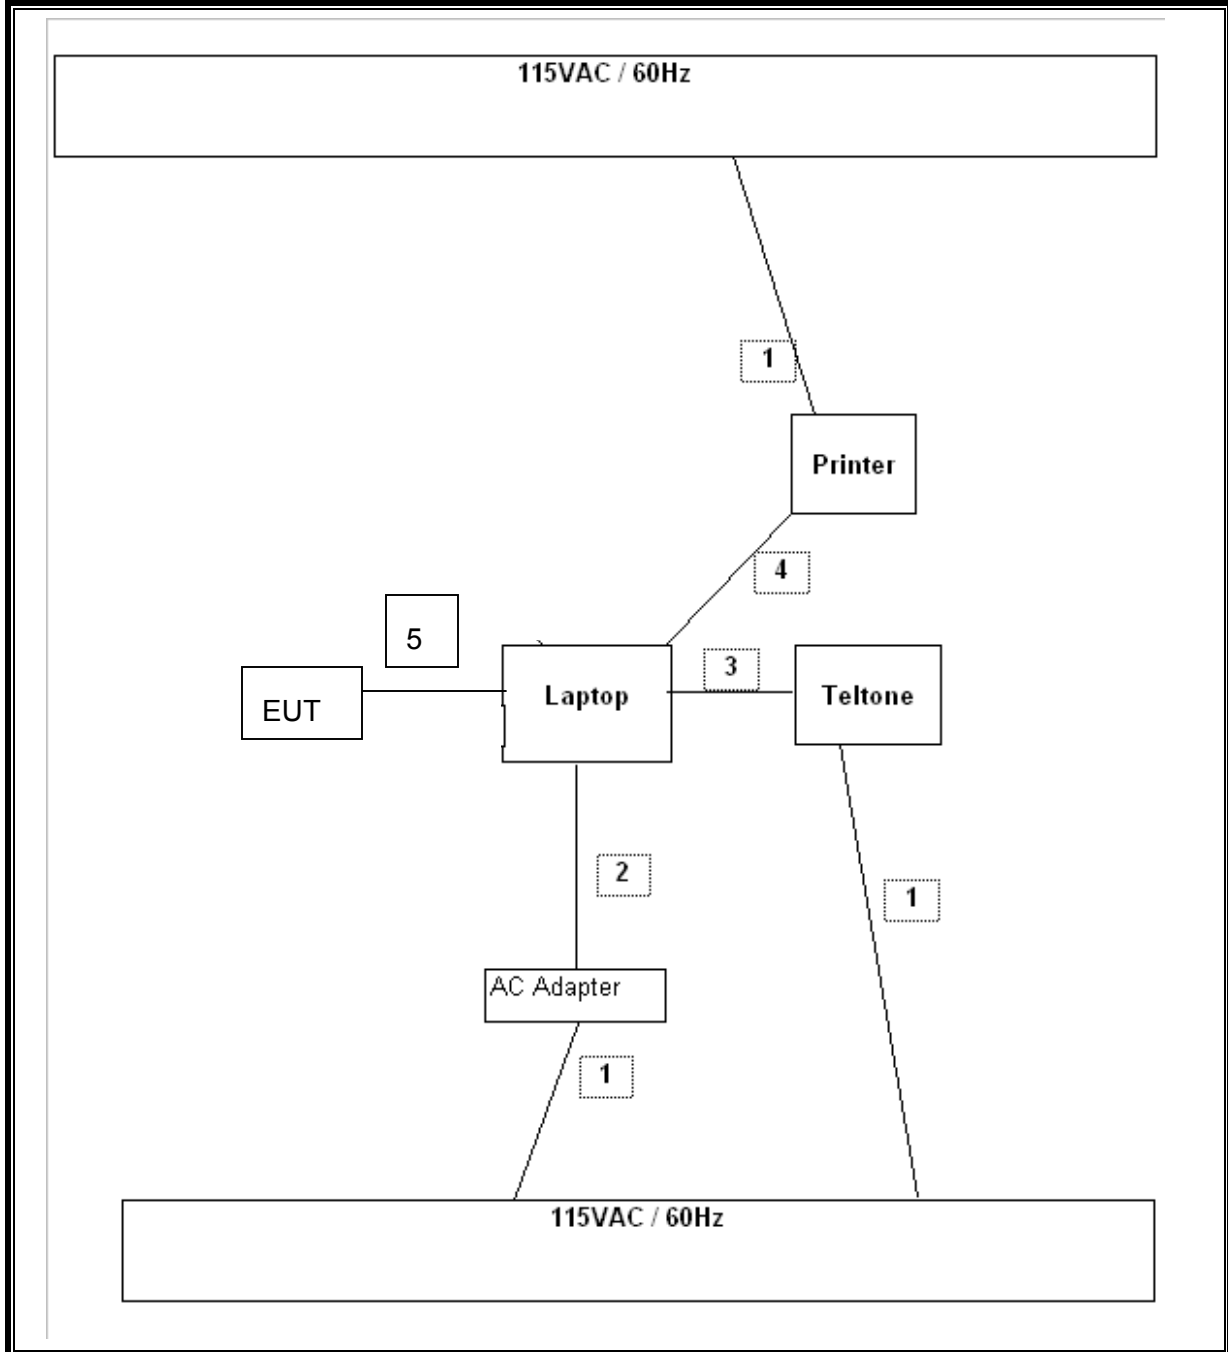 115VAC / 60Hz
1
Printer
4
5
3
EUT
Laptop
Teltone
2
1
AC Adapter
1
115VAC / 60Hz